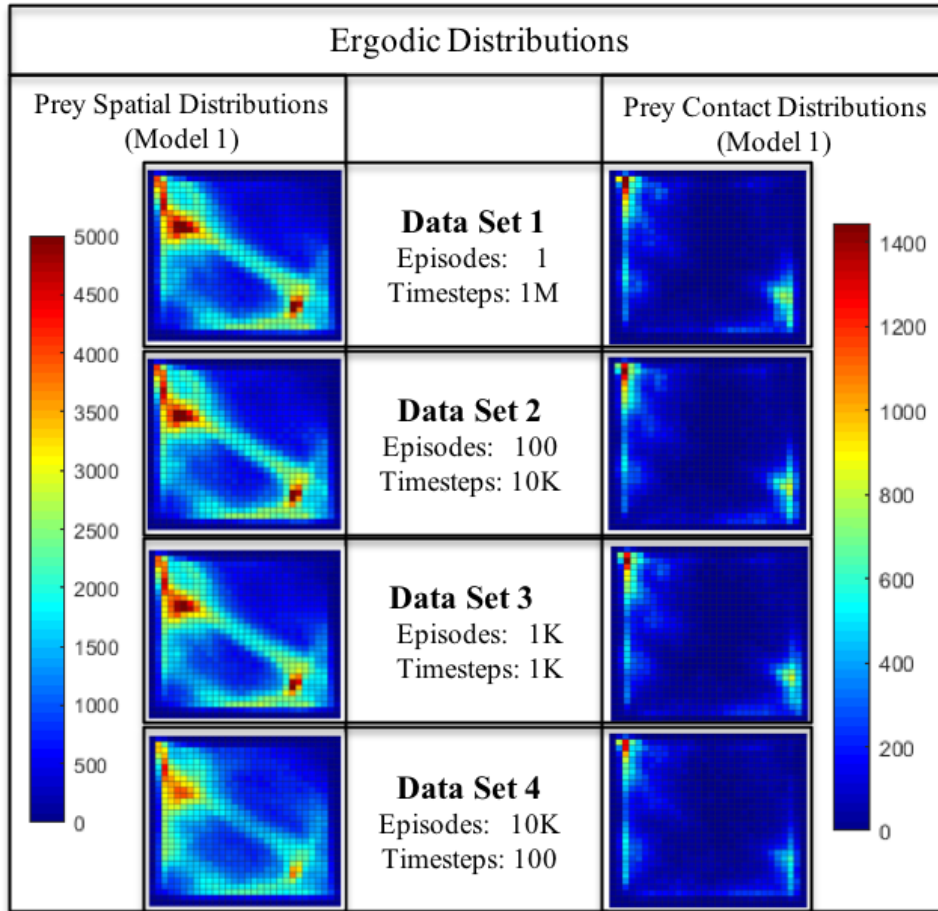 Ergodic Distributions
Prey Spatial Distributions
(Model 1)
Prey Contact Distributions
(Model 1)
5000
4500
4000
3500
3000
2500
2000
1500
1000
500
0
Data Set 1
Episodes: 1
Timesteps: 1M
Data Set 2
Episodes: 100
Timesteps: 10K
Data Set 3
Episodes: 1K
Timesteps: 1K
Data Set 4
Episodes: 10K
Timesteps: 100
1400
1200
1000
800
600
400
200
0